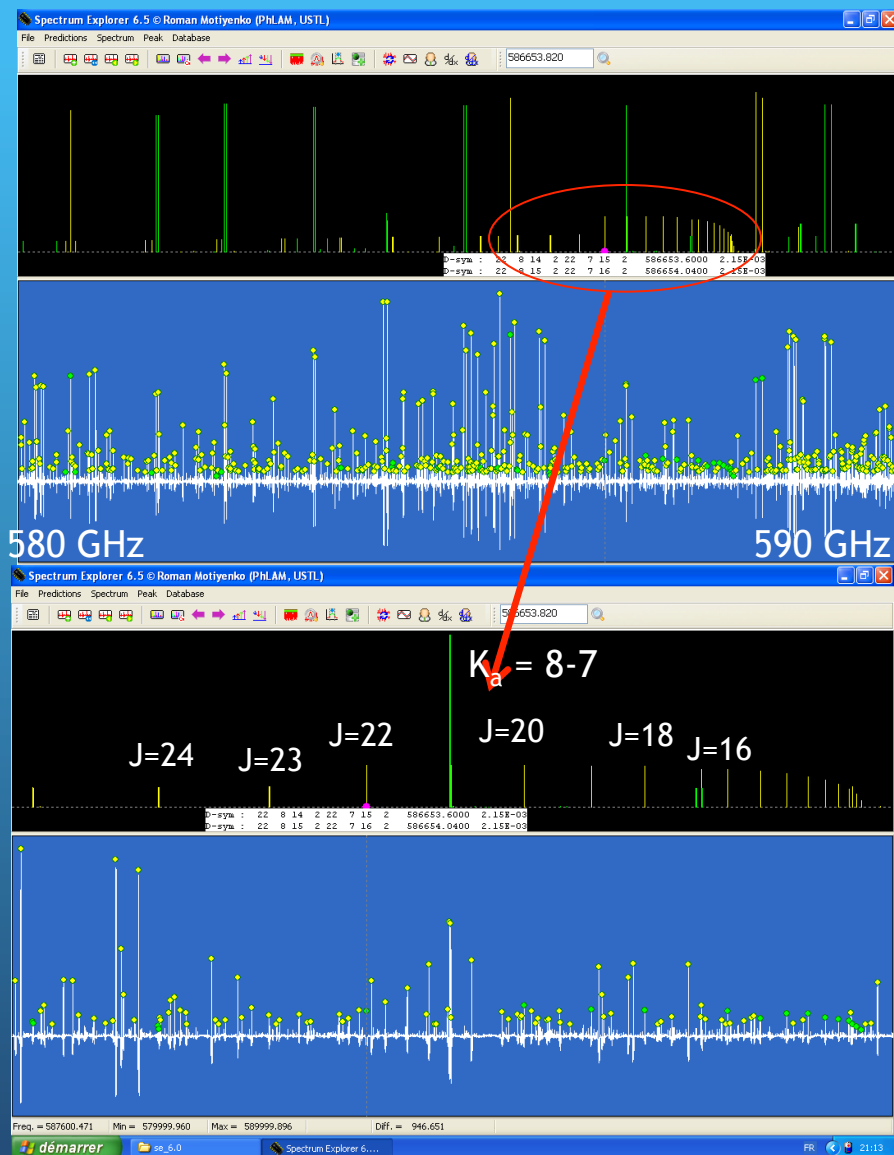 Spectrum Explorer 6.5 © Roman Motiyenko (PhLAM, USTL)
File Predictions Spectrum Peak Database
586653.820
D-sym : 22 8 14 2 22 7 15 2 586653.6000 2.15E-03
D-sym : 22 8 15 2 22 7 16 2 586654.0400 2.15E-03
580 GHz
590 GHz
Spectrum Explorer 6.5 © Roman Motiyenko (PhLAM, USTL)
File Predictions Spectrum Peak Database
586653.820
Ka = 8-7
J=24
J=23
J=22
J=20
J=18
J=16
D-sym : 22 8 14 2 22 7 15 2 586653.6000 2.15E-03
D-sym : 22 8 15 2 22 7 16 2 586654.0400 2.15E-03
Freq. = 587600.471 Min = 579999.960 Max = 589999.896 Diff. = 946.651
démarrer se_6.0 Spectrum Explorer 6.... FR 21:13